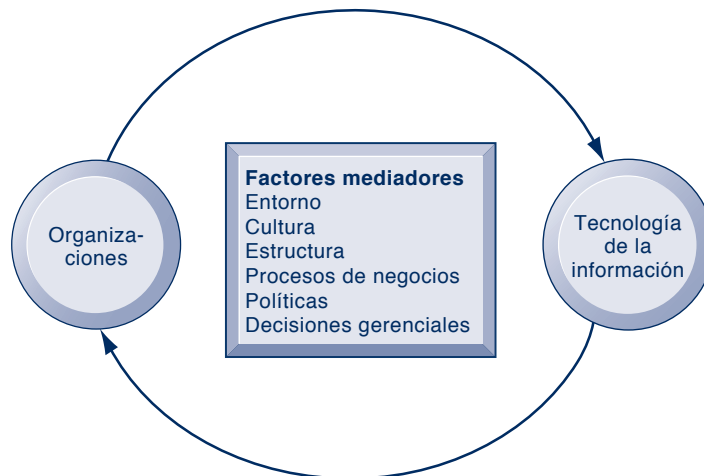 Organiza-
ciones
Factores mediadores
Entorno
Cultura
Estructura
Procesos de negocios
Políticas
Decisiones gerenciales
Tecnología
de la
información